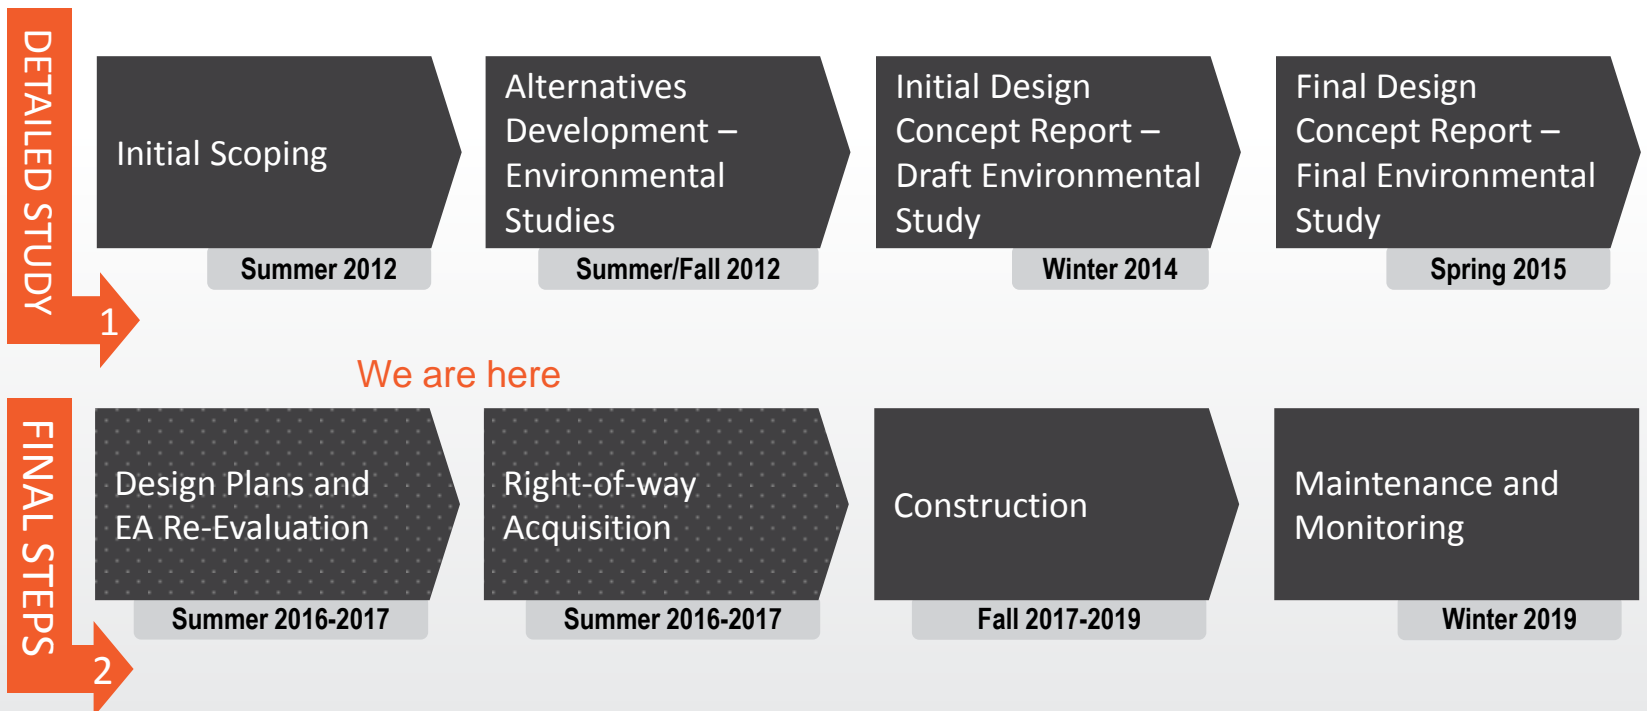 DETAILED STUDY
1
Initial Scoping
Summer 2012
Alternatives
Development –
Environmental
Studies
Summer/Fall 2012
Initial Design
Concept Report –
Draft Environmental
Study
Winter 2014
Final Design
Concept Report –
Final Environmental
Study
Spring 2015
We are here
FINAL STEPS
2
Design Plans and
EA Re-Evaluation
Summer 2016-2017
Right-of-way
Acquisition
Summer 2016-2017
Construction
Fall 2017-2019
Maintenance and
Monitoring
Winter 2019